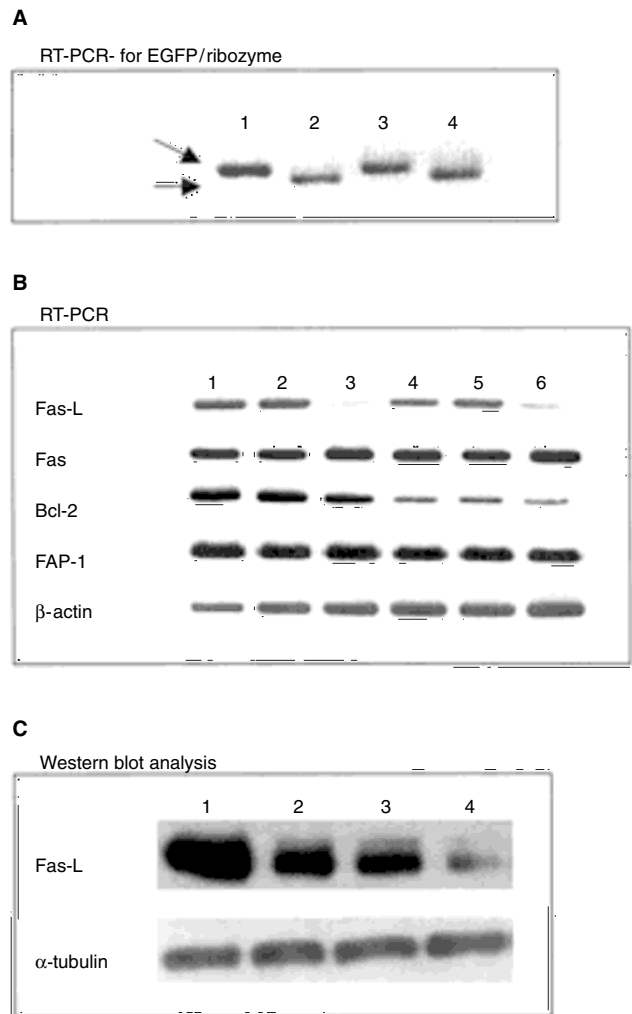 A
RT-PCR- for EGFP/ribozyme
1 2 3 4
B
RT-PCR
1 2 3 4 5 6
Fas-L
Fas
Bcl-2
FAP-1
β-actin
C
Western blot analysis
1 2 3 4
Fas-L
α-tubulin